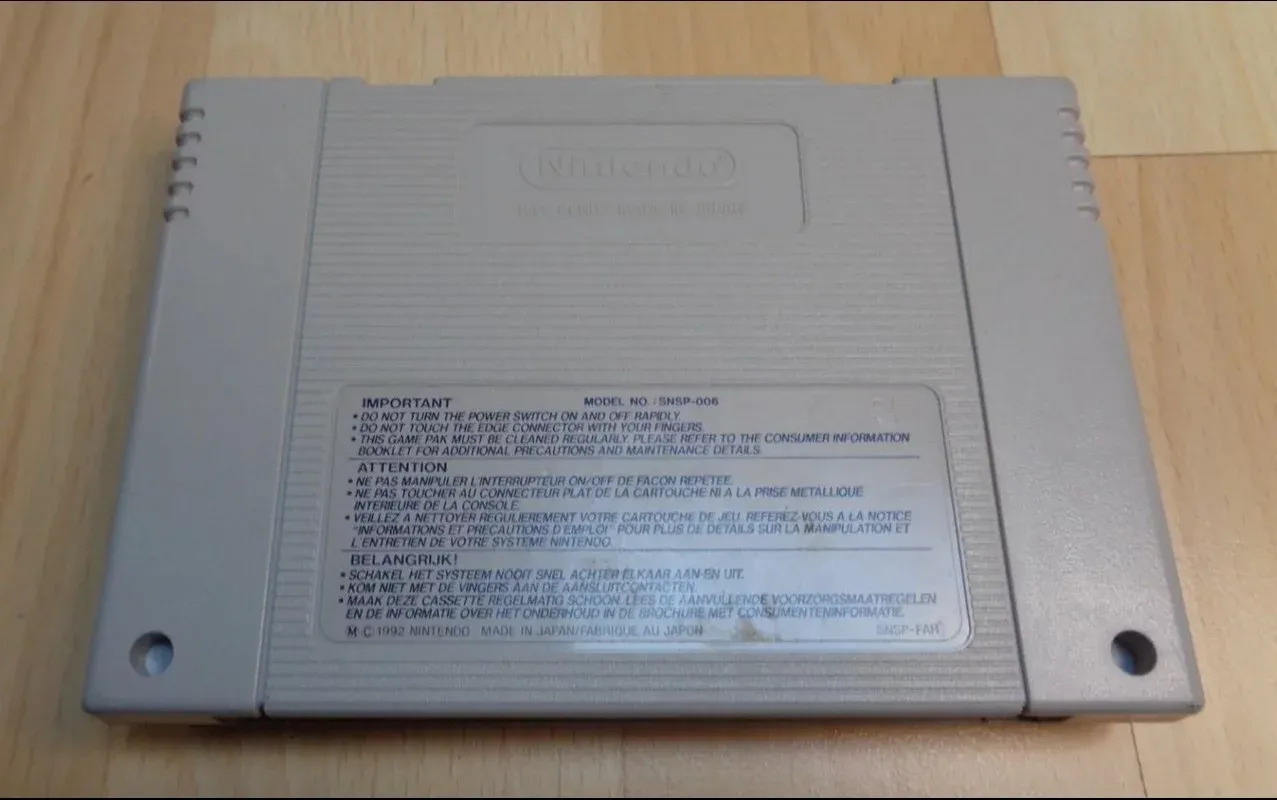 Nintendo®
IMPORTANT MODEL NO.: SNSP-006
• DO NOT TURN THE POWER SWITCH ON AND OFF RAPIDLY.
• DO NOT TOUCH THE EDGE CONNECTOR WITH YOUR FINGERS.
• THIS GAME PAK MUST BE CLEANED REGULARLY. PLEASE REFER TO THE CONSUMER INFORMATION
BOOKLET FOR ADDITIONAL PRECAUTIONS AND MAINTENANCE DETAILS.
ATTENTION
• NE PAS MANIPULER L'INTERRUPTEUR ON/OFF DE FACON REPETEE.
• NE PAS TOUCHER AU CONNECTEUR PLAT DE LA CARTOUCHE NI A LA PRISE METALLIQUE
INTERIEURE DE LA CONSOLE.
• VEILLEZ A NETTOYER REGULIEREMENT VOTRE CARTOUCHE DE JEU. REFEREZ-VOUS A LA NOTICE
"INFORMATIONS ET PRECAUTIONS D'EMPLOI" POUR PLUS DE DETAILS SUR LA MANIPULATION ET
L'ENTRETIEN DE VOTRE SYSTEME NINTENDO.
BELANGRIJK!
• SCHAKEL HET SYSTEEM NOOIT SNEL ACHTER ELKAAR AAN-EN UIT.
• KOM NIET MET DE VINGERS AAN DE AANSLUITCONTACTEN.
• MAAK DEZE CASSETTE REGELMATIG SCHOON. LEES DE AANVULLENDE VOORZORGSMAATREGELEN
EN DE INFORMATIE OVER HET ONDERHOUD IN DE BROCHURE MET CONSUMENTENINFORMATIE.
M C 1992 NINTENDO MADE IN JAPAN/FABRIQUE AU JAPON SNSP-FAH